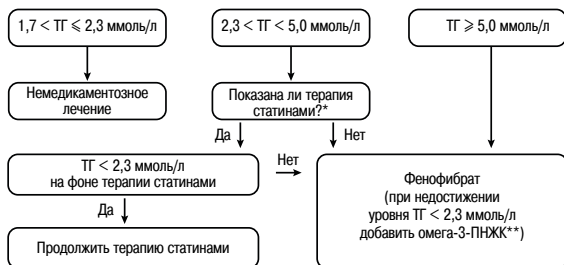 1,7 < ТГ ⩽ 2,3 ммоль/л
2,3 < ТГ < 5,0 ммоль/л
ТГ ⩾ 5,0 ммоль/л
Немедикаментозное
лечение
Показана ли терапия
статинами?*
Да
Нет
ТГ < 2,3 ммоль/л
на фоне терапии статинами
Нет
Фенофибрат
(при недостижении
уровня ТГ < 2,3 ммоль/л
добавить омега-3-ПНЖК**)
Да
Продолжить терапию статинами